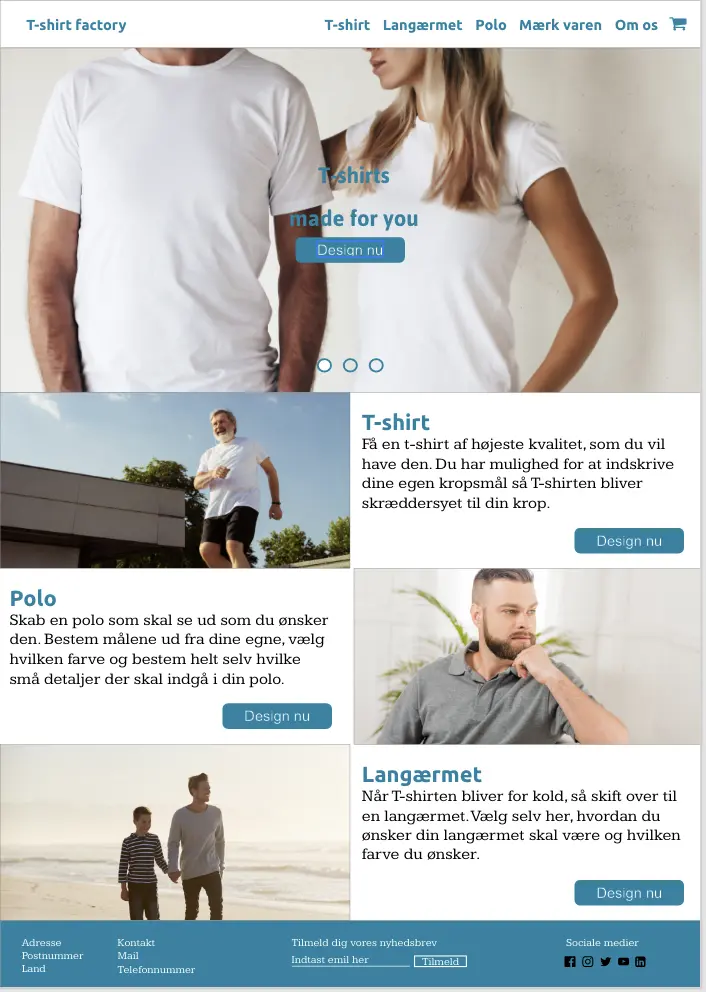 T-shirt factory
T-shirt Langærmet Polo Mærk varen Om os
T-shirts
made for you
Design nu
T-shirt
Få en t-shirt af højeste kvalitet, som du vil
have den. Du har mulighed for at indskrive
dine egen kropsmål så T-shirten bliver
skræddersyet til din krop.
Design nu
Polo
Skab en polo som skal se ud som du ønsker
den. Bestem målene ud fra dine egne, vælg
hvilken farve og bestem helt selv hvilke
små detaljer der skal indgå i din polo.
Design nu
Langærmet
Når T-shirten bliver for kold, så skift over til
en langærmet. Vælg selv her, hvordan du
ønsker din langærmet skal være og hvilken
farve du ønsker.
Design nu
Adresse
Postnummer
Land
Kontakt
Mail
Telefonnummer
Tilmeld dig vores nyhedsbrev
Indtast emil her
Tilmeld
Sociale medier